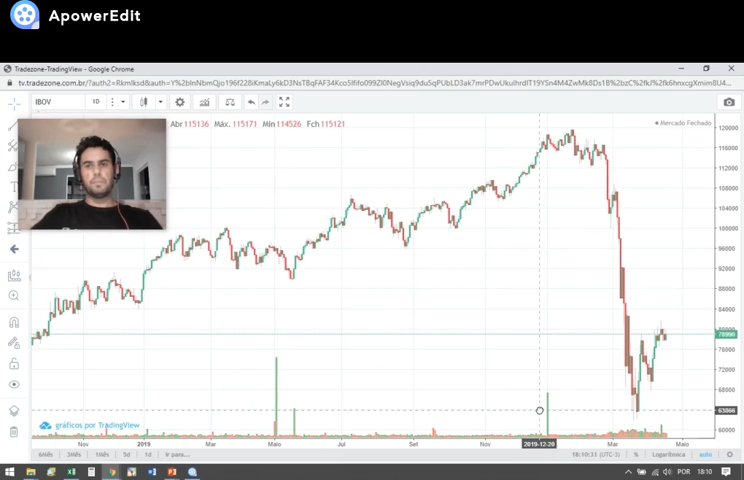 ApowerEdit
Tradezone-TradingView - Google Chrome
IBOV 1D
Abr 115136 Máx. 115171 Mín 114526 Fch 115121
Mercado Fechado
120000
116000
112000
108000
104000
100000
96000
92000
88000
84000
80000
78990
76000
72000
68000
63866
60000
gráficos por TradingView
Nov 2019 Mar Maio Jul Set Nov 2019-12-20 Mar Maio
6Mês 3Mês 1Mês 5d 1d Ir para... 18:10:31 (UTC-3) % Logarítmica auto
POR 18:10